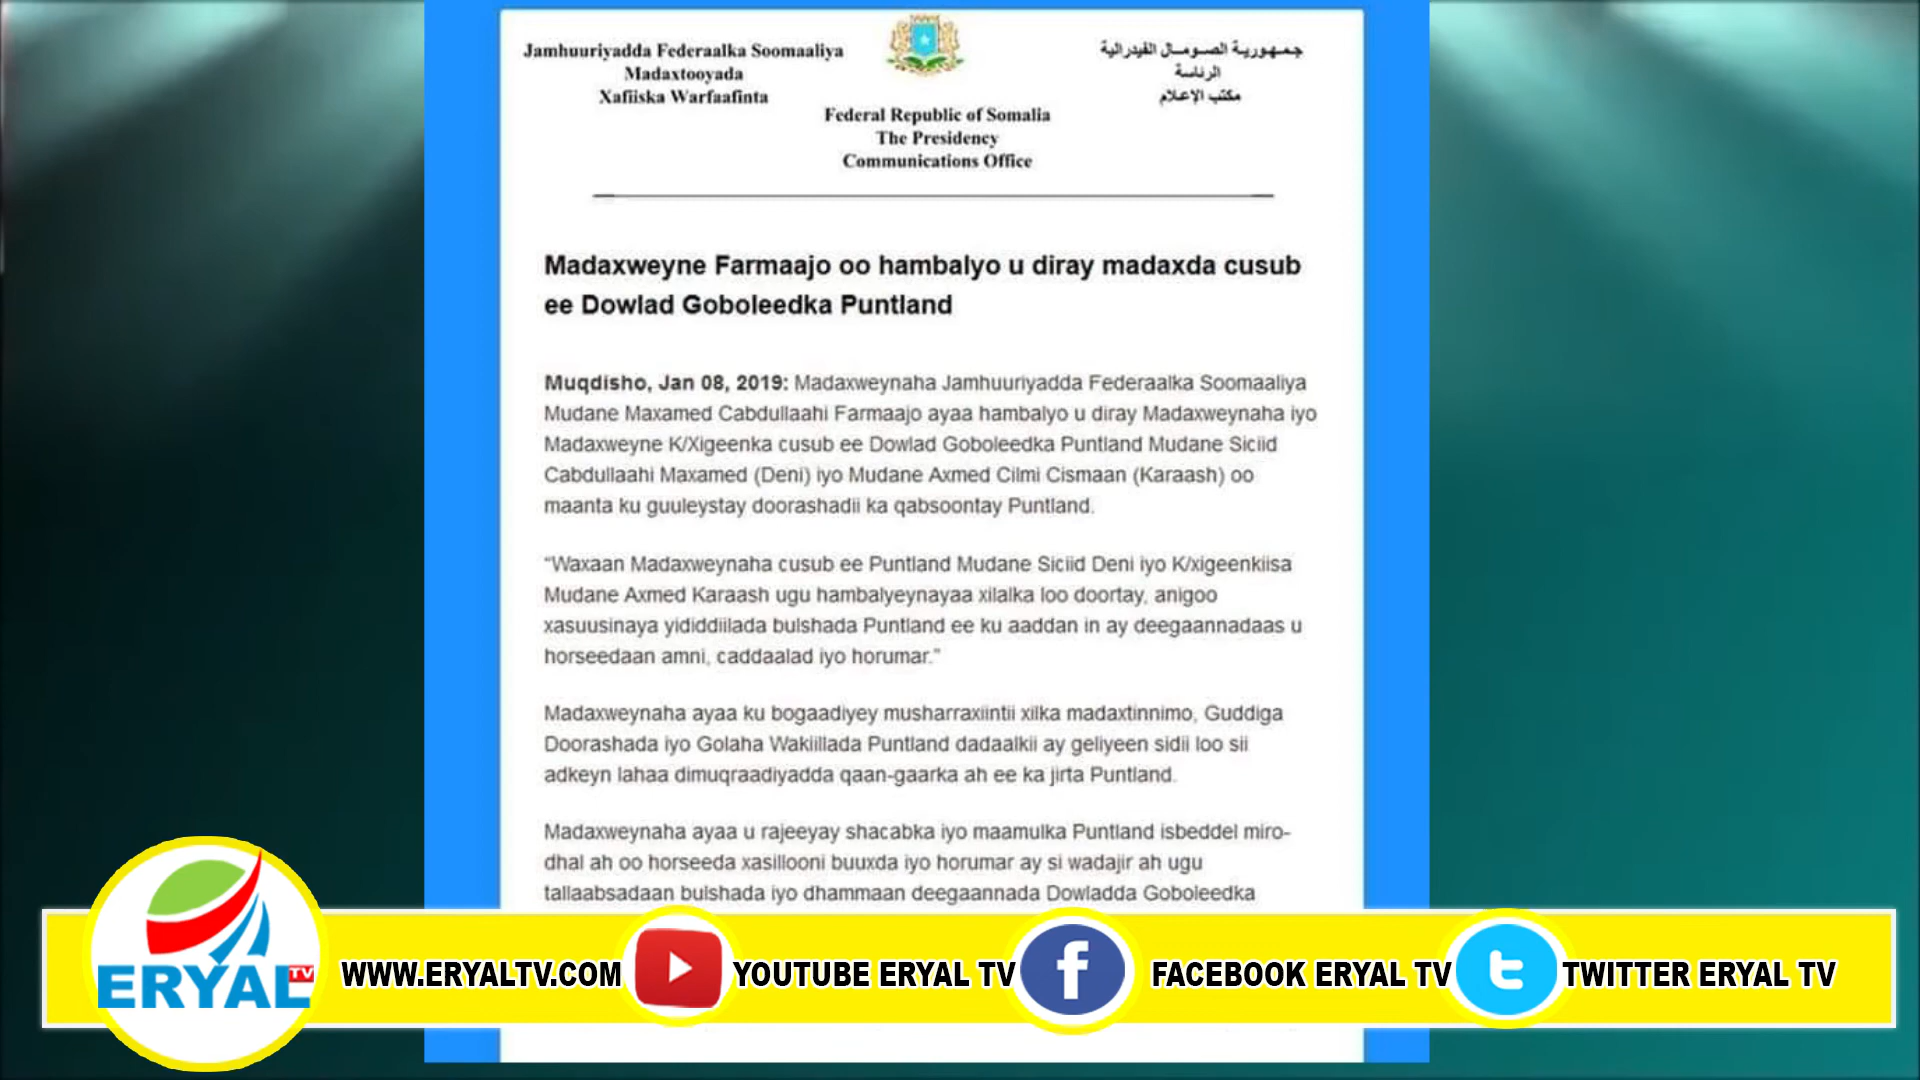 Jamhuuriyadda Federaalka Soomaaliya
Madaxtooyada
Xafiiska Warfaafinta
جمهورية الصومال الفيدرالية
الرئاسة
مكتب الإعلام
Federal Republic of Somalia
The Presidency
Communications Office
Madaxweyne Farmaajo oo hambalyo u diray madaxda cusub
ee Dowlad Goboleedka Puntland
Muqdisho, Jan 08, 2019: Madaxweynaha Jamhuuriyadda Federaalka Soomaaliya
Mudane Maxamed Cabdullaahi Farmaajo ayaa hambalyo u diray Madaxweynaha iyo
Madaxweyne K/Xigeenka cusub ee Dowlad Goboleedka Puntland Mudane Siciid
Cabdullaahi Maxamed (Deni) iyo Mudane Axmed Cilmi Cismaan (Karaash) oo
maanta ku guuleystay doorashadii ka qabsoontay Puntland.
“Waxaan Madaxweynaha cusub ee Puntland Mudane Siciid Deni iyo K/xigeenkiisa
Mudane Axmed Karaash ugu hambalyeynayaa xilalka loo doortay, anigoo
xasuusinaya yididdiilada bulshada Puntland ee ku aaddan in ay deegaannadaas u
horseedaan amni, caddaalad iyo horumar.”
Madaxweynaha ayaa ku bogaadiyey musharraxiintii xilka madaxtinnimo, Guddiga
Doorashada iyo Golaha Wakiillada Puntland dadaalkii ay geliyeen sidii loo sii
adkeyn lahaa dimuqraadiyadda qaan-gaarka ah ee ka jirta Puntland.
Madaxweynaha ayaa u rajeeyay shacabka iyo maamulka Puntland isbeddel miro-
dhal ah oo horseeda xasillooni buuxda iyo horumar ay si wadajir ah ugu
tallaabsadaan bulshada iyo dhammaan deegaannada Dowladda Goboleedka
ERYAL TV
WWW.ERYALTV.COM
YOUTUBE ERYAL TV
FACEBOOK ERYAL TV
TWITTER ERYAL TV